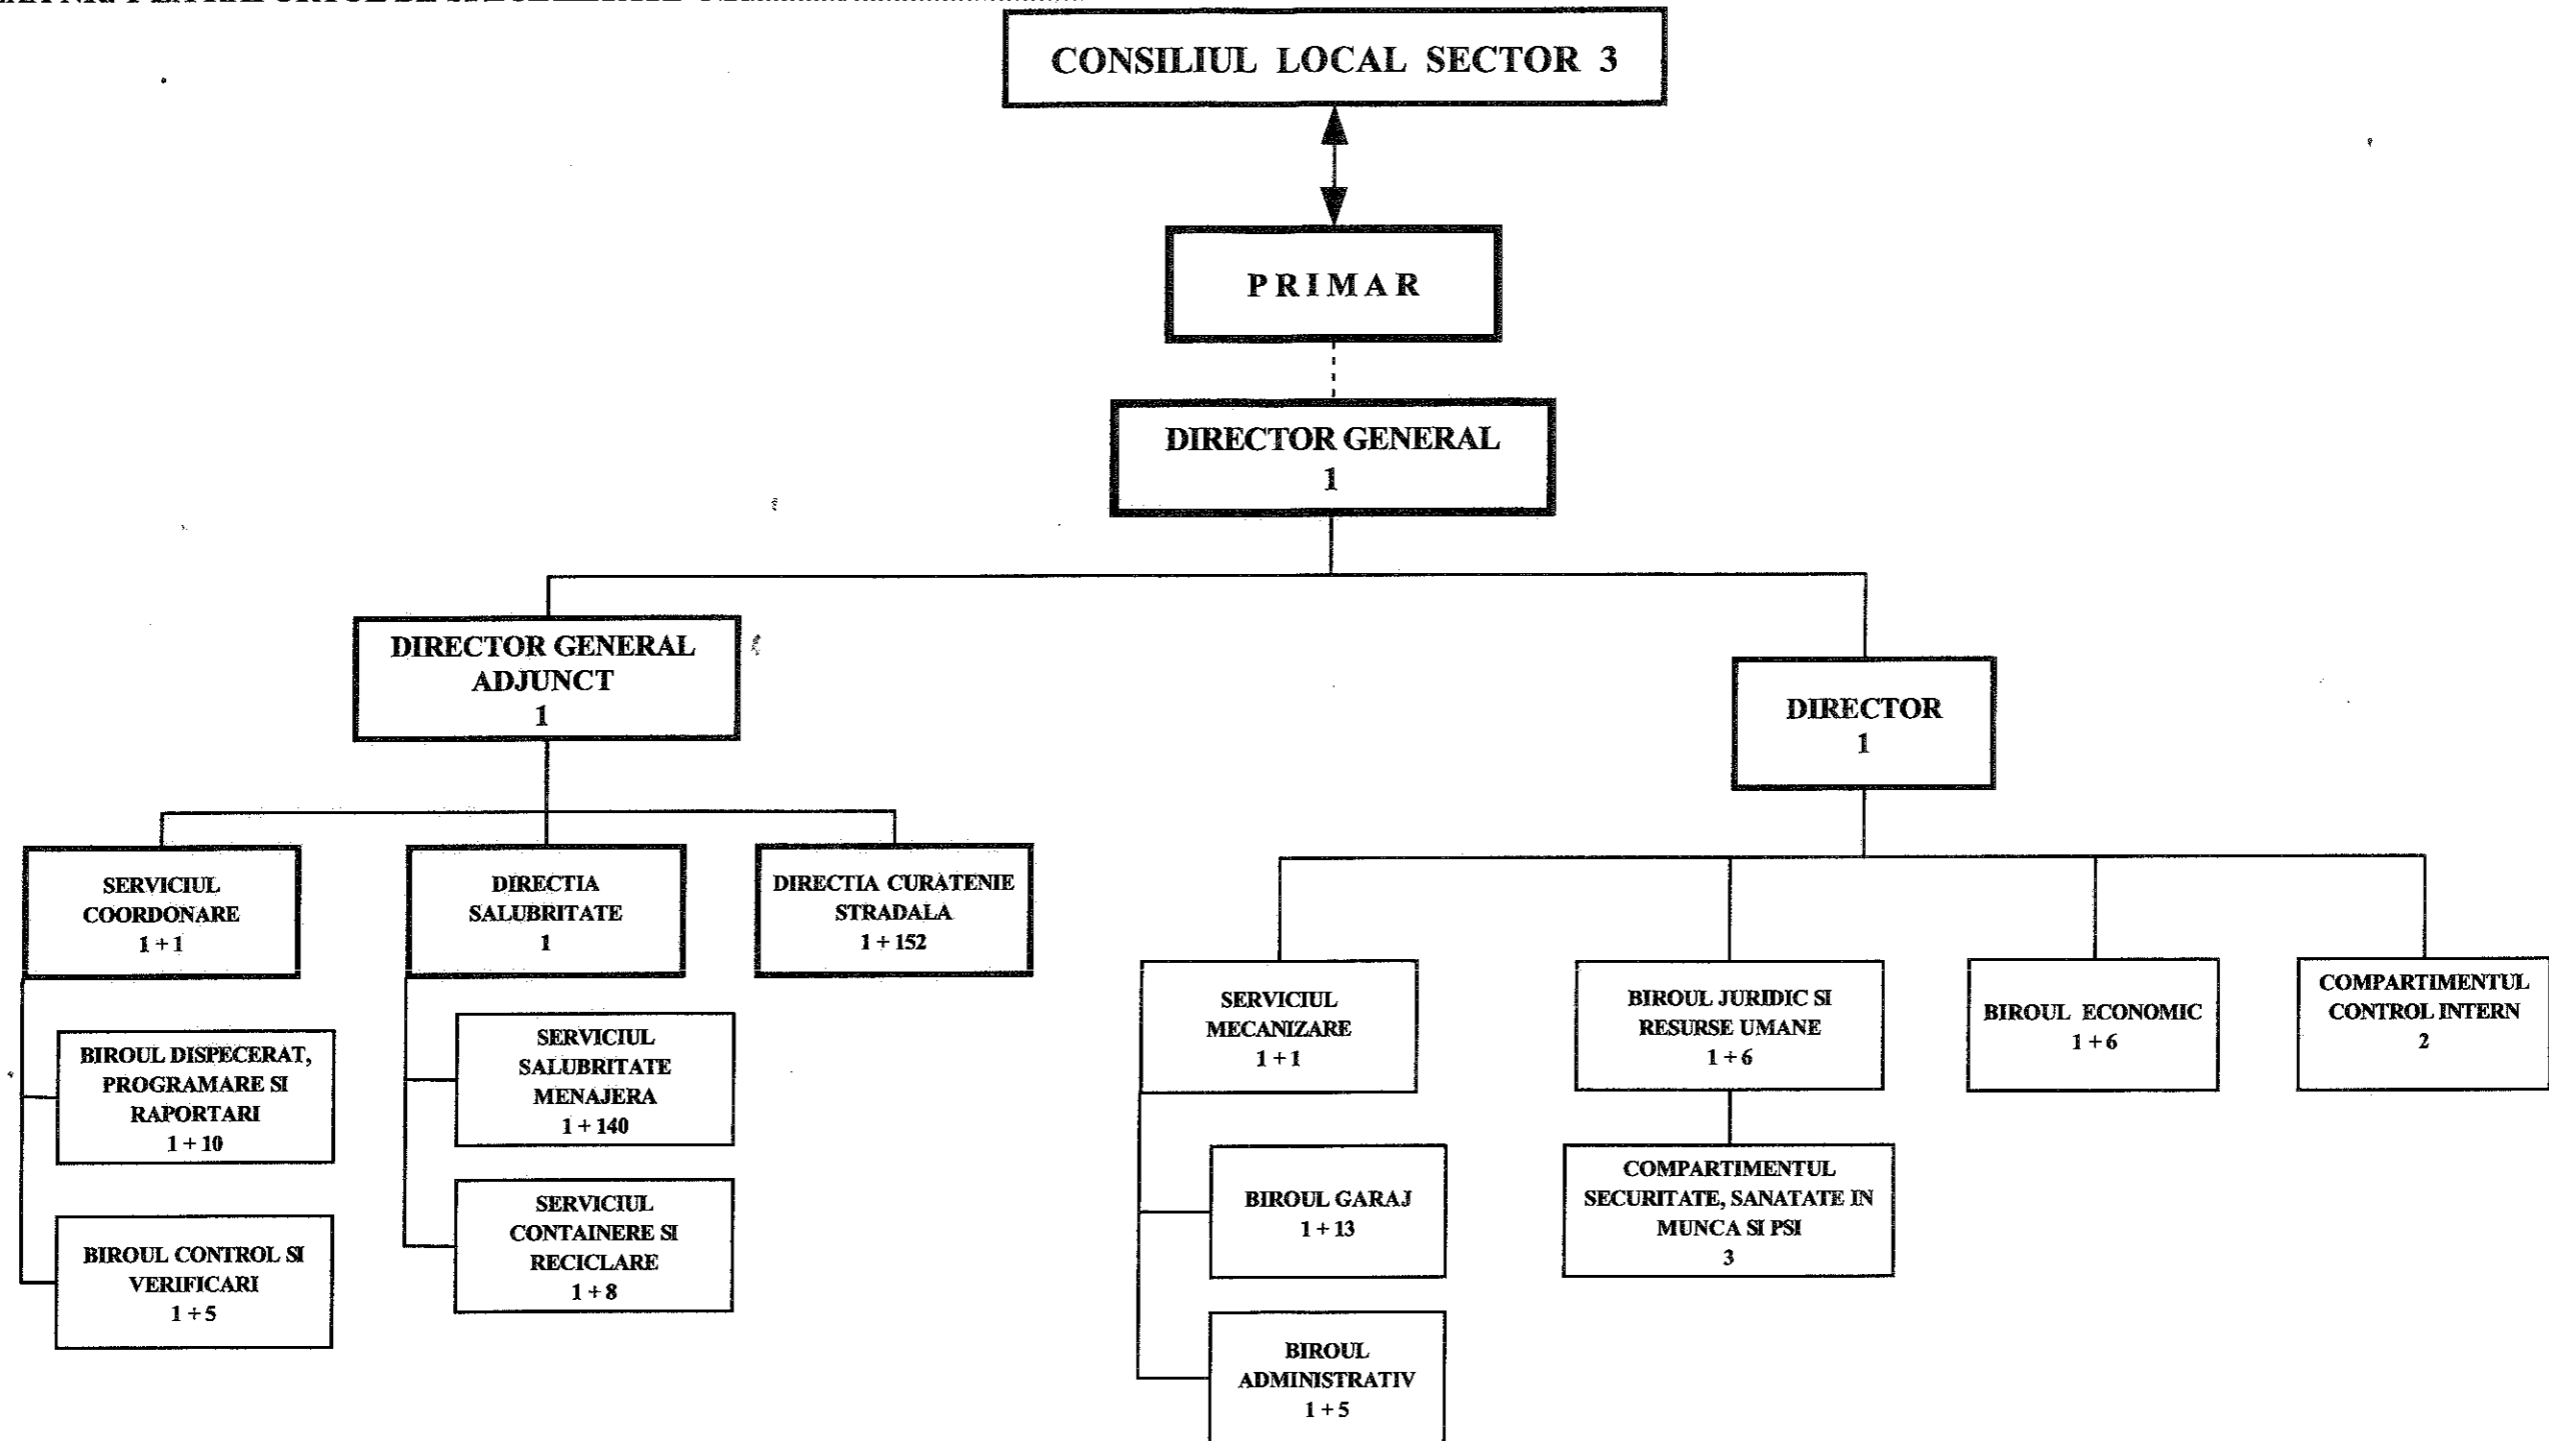 CONSILIUL LOCAL SECTOR 3
PRIMAR
DIRECTOR GENERAL
1
DIRECTOR GENERAL
ADJUNCT
1
DIRECTOR
1
SERVICIUL
COORDONARE
1 + 1
DIRECTIA
SALUBRITATE
1
DIRECTIA CURATENIE
STRADALA
1 + 152
BIROUL DISPECERAT,
PROGRAMARE SI
RAPORTARI
1 + 10
BIROUL CONTROL SI
VERIFICARI
1 + 5
SERVICIUL
SALUBRITATE
MENAJERA
1 + 140
SERVICIUL
CONTAINERE SI
RECICLARE
1 + 8
SERVICIUL
MECANIZARE
1 + 1
BIROUL JURIDIC SI
RESURSE UMANE
1 + 6
BIROUL ECONOMIC
1 + 6
COMPARTIMENTUL
CONTROL INTERN
2
BIROUL GARAJ
1 + 13
BIROUL
ADMINISTRATIV
1 + 5
COMPARTIMENTUL
SECURITATE, SANATATE IN
MUNCA SI PSI
3